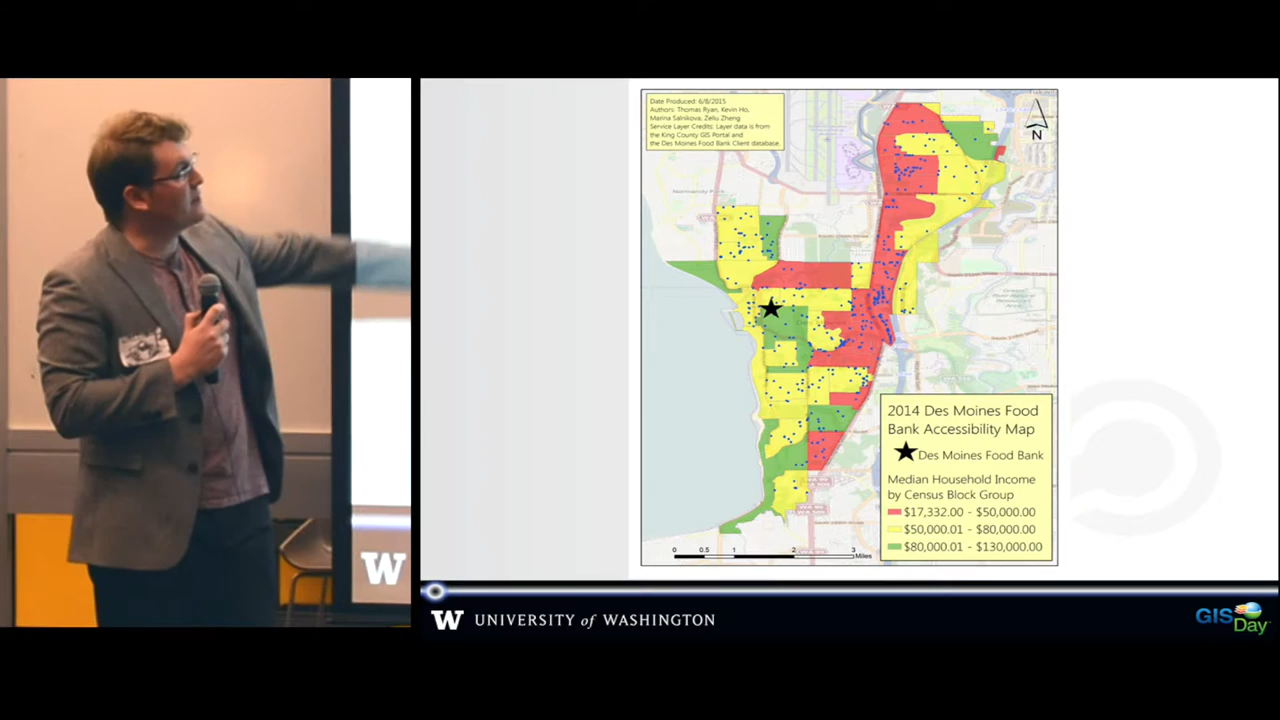 Date Produced: 6/8/2015
Authors: Thomas Ryan, Kevin Ho,
Marina Salnikova, Zeliu Zheng
Service Layer Credits: Layer data is from
the King County GIS Portal and
the Des Moines Food Bank Client database.
N
Normandy Park
2014 Des Moines Food
Bank Accessibility Map
Des Moines Food Bank
Median Household Income
by Census Block Group
$17,332.00 - $50,000.00
$50,000.01 - $80,000.00
$80,000.01 - $130,000.00
0 0.5 1 2 3
Miles
W
W UNIVERSITY of WASHINGTON
GIS
Day